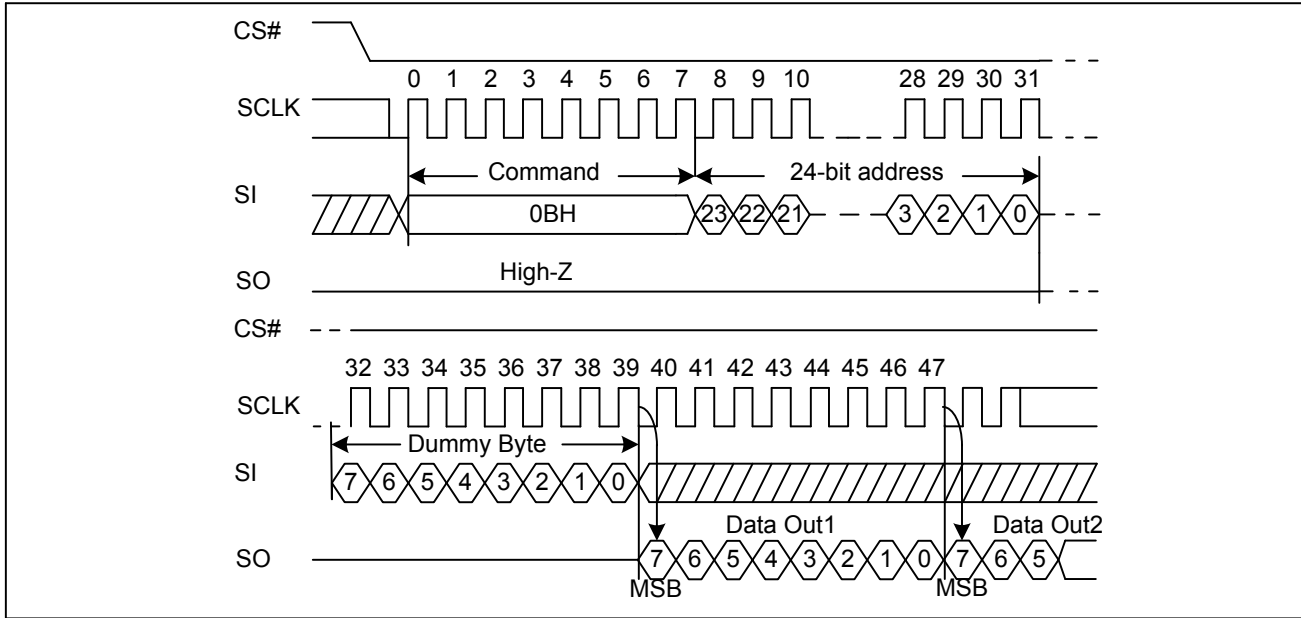 CS#
0 1 2 3 4 5 6 7 8 9 10 28 29 30 31
SCLK
Command 24-bit address
SI
0BH 23 22 21 3 2 1 0
High-Z
SO
CS#
32 33 34 35 36 37 38 39 40 41 42 43 44 45 46 47
SCLK
Dummy Byte
SI
7 6 5 4 3 2 1 0
Data Out1 Data Out2
SO
7 6 5 4 3 2 1 0 7 6 5
MSB MSB